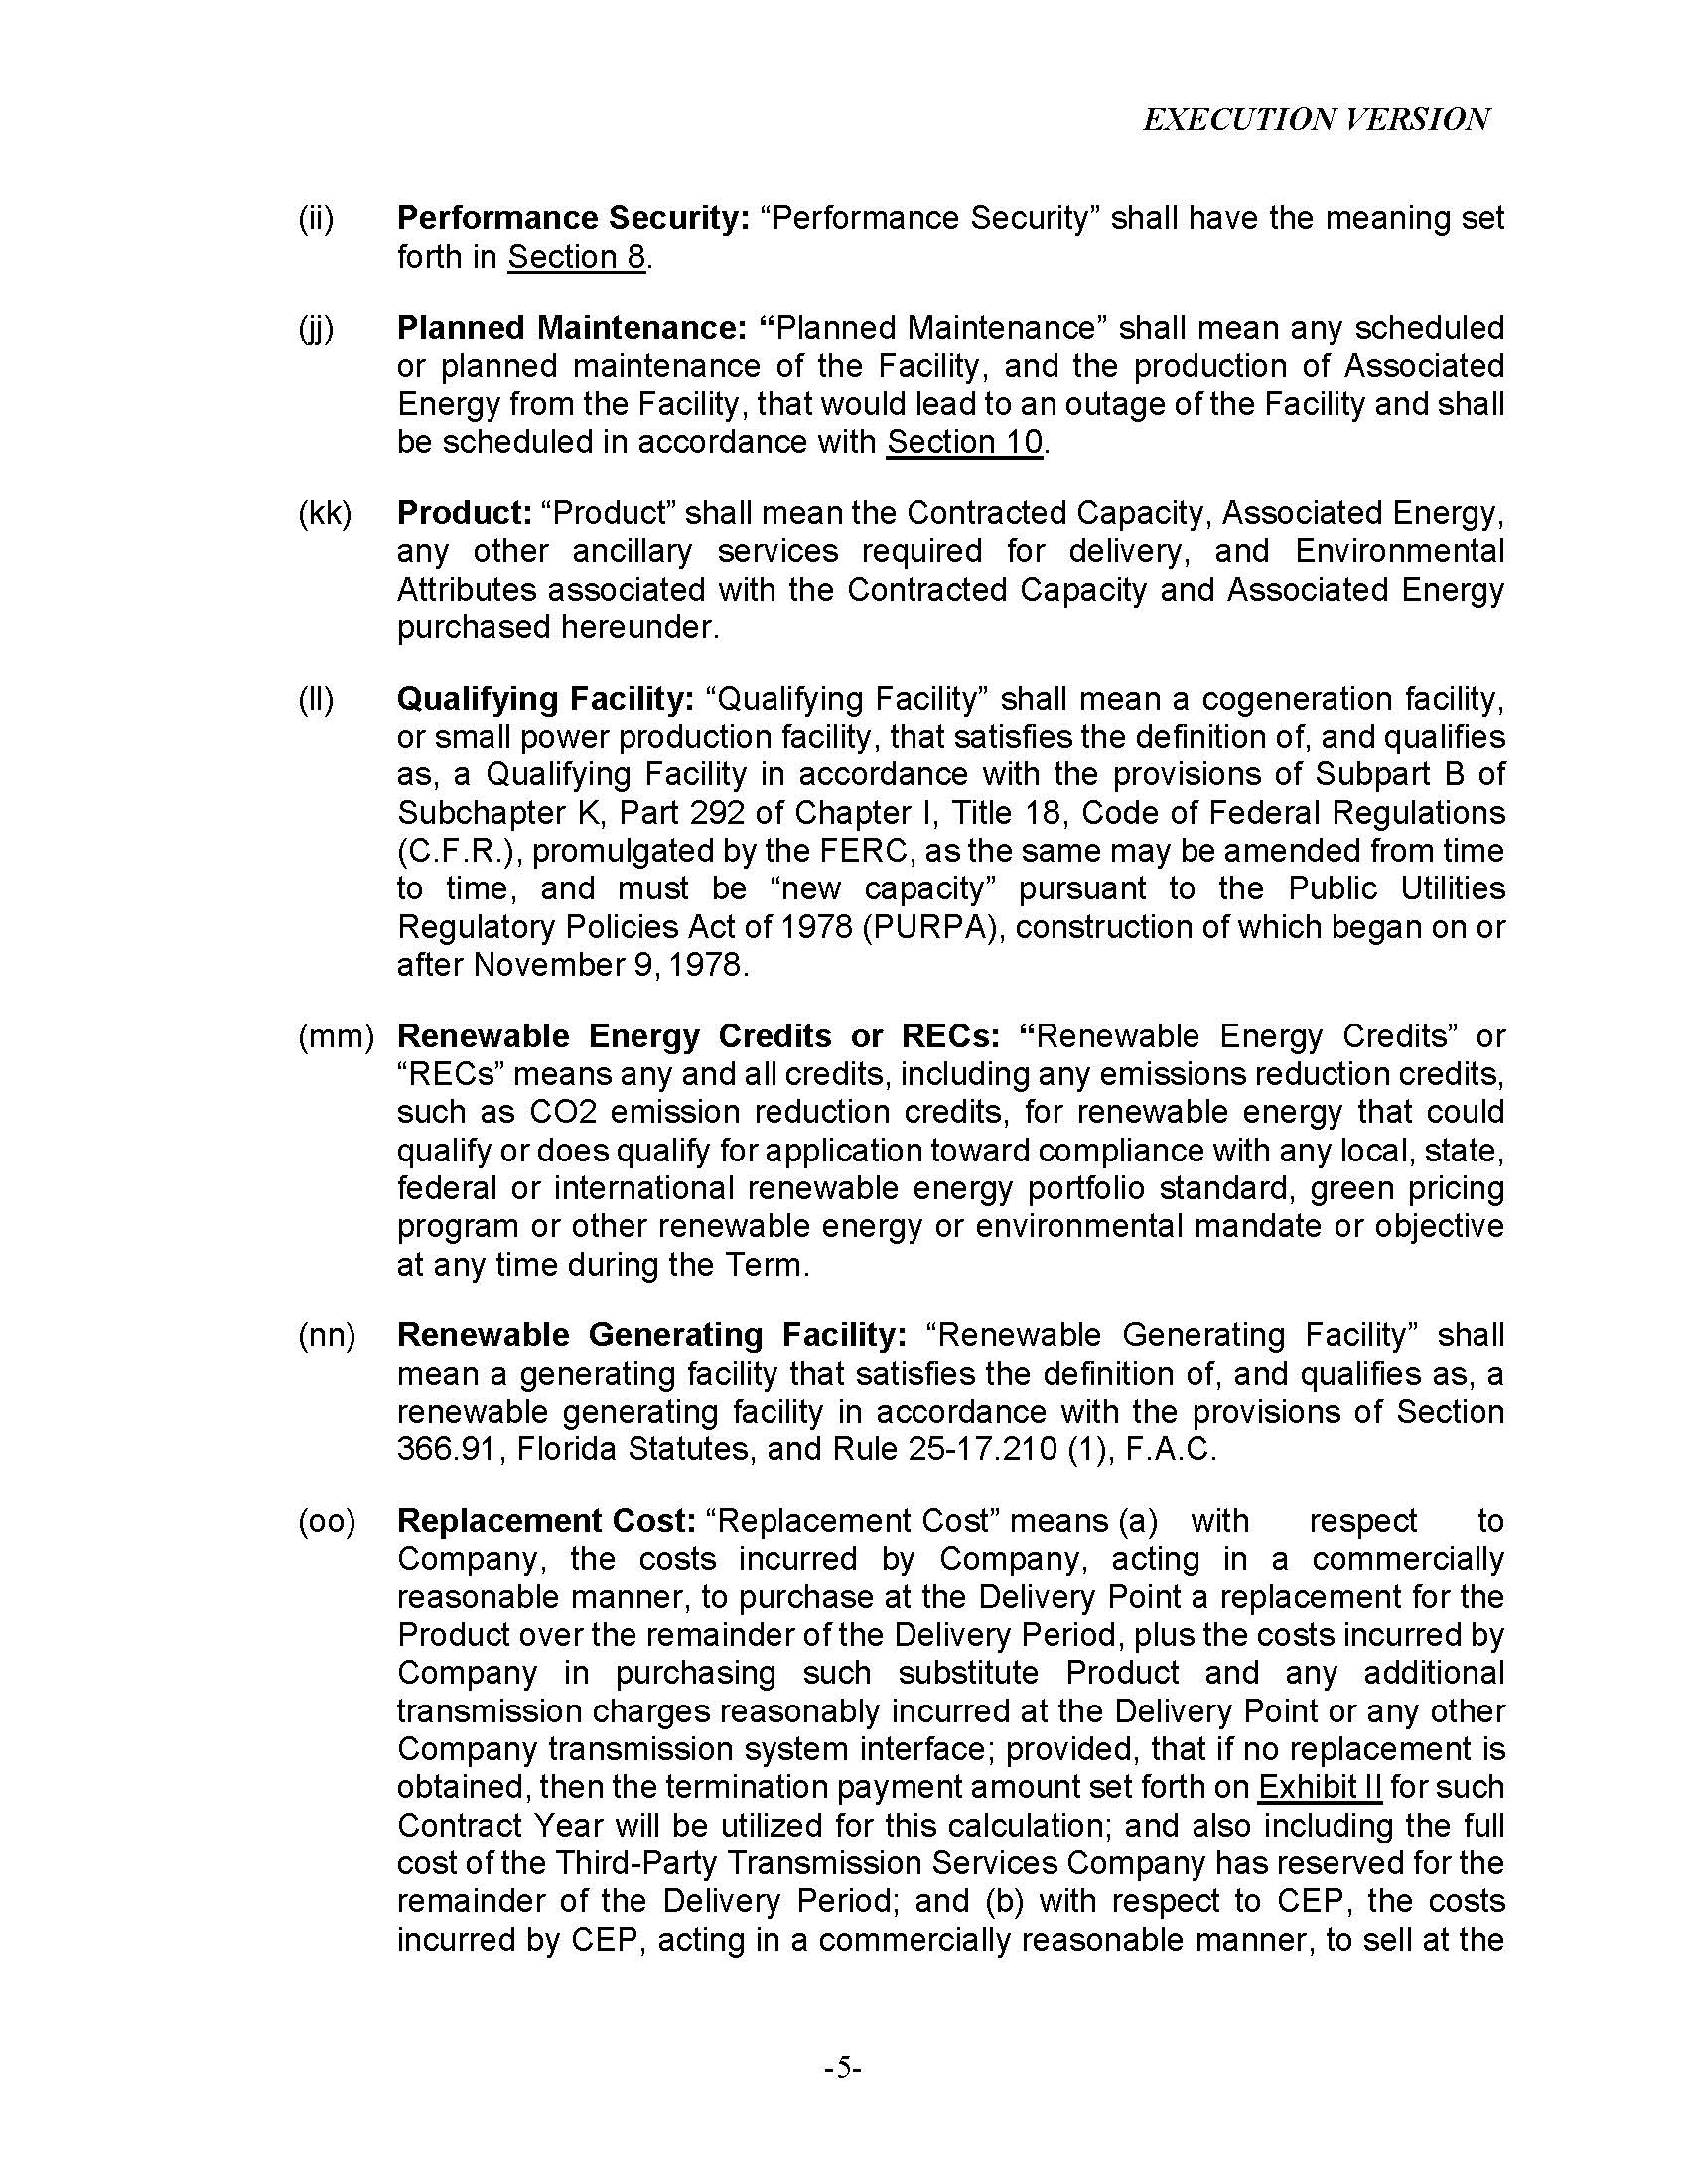 EXECUTION VERSION
(ii) Performance Security: “Performance Security” shall have the meaning set
forth in Section 8.
(jj) Planned Maintenance: “Planned Maintenance” shall mean any scheduled
or planned maintenance of the Facility, and the production of Associated
Energy from the Facility, that would lead to an outage of the Facility and shall
be scheduled in accordance with Section 10.
(kk) Product: “Product” shall mean the Contracted Capacity, Associated Energy,
any other ancillary services required for delivery, and Environmental
Attributes associated with the Contracted Capacity and Associated Energy
purchased hereunder.
(ll) Qualifying Facility: “Qualifying Facility” shall mean a cogeneration facility,
or small power production facility, that satisfies the definition of, and qualifies
as, a Qualifying Facility in accordance with the provisions of Subpart B of
Subchapter K, Part 292 of Chapter I, Title 18, Code of Federal Regulations
(C.F.R.), promulgated by the FERC, as the same may be amended from time
to time, and must be “new capacity” pursuant to the Public Utilities
Regulatory Policies Act of 1978 (PURPA), construction of which began on or
after November 9, 1978.
(mm) Renewable Energy Credits or RECs: “Renewable Energy Credits” or
“RECs” means any and all credits, including any emissions reduction credits,
such as CO2 emission reduction credits, for renewable energy that could
qualify or does qualify for application toward compliance with any local, state,
federal or international renewable energy portfolio standard, green pricing
program or other renewable energy or environmental mandate or objective
at any time during the Term.
(nn) Renewable Generating Facility: “Renewable Generating Facility” shall
mean a generating facility that satisfies the definition of, and qualifies as, a
renewable generating facility in accordance with the provisions of Section
366.91, Florida Statutes, and Rule 25-17.210 (1), F.A.C.
(oo) Replacement Cost: “Replacement Cost” means (a) with respect to
Company, the costs incurred by Company, acting in a commercially
reasonable manner, to purchase at the Delivery Point a replacement for the
Product over the remainder of the Delivery Period, plus the costs incurred by
Company in purchasing such substitute Product and any additional
transmission charges reasonably incurred at the Delivery Point or any other
Company transmission system interface; provided, that if no replacement is
obtained, then the termination payment amount set forth on Exhibit II for such
Contract Year will be utilized for this calculation; and also including the full
cost of the Third-Party Transmission Services Company has reserved for the
remainder of the Delivery Period; and (b) with respect to CEP, the costs
incurred by CEP, acting in a commercially reasonable manner, to sell at the
-5-